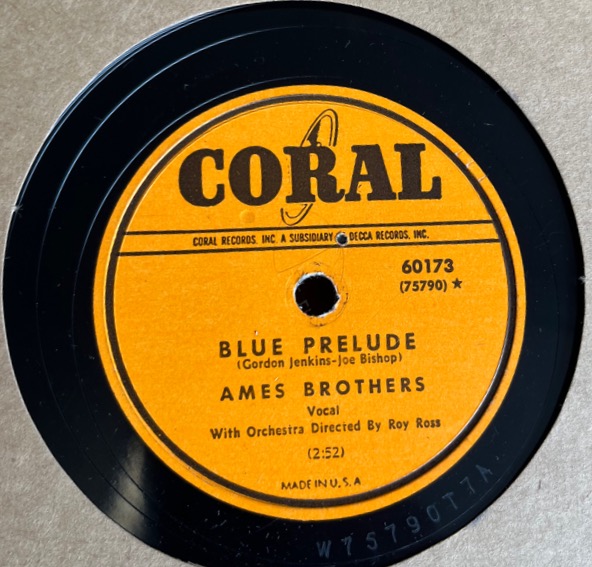 CORAL
CORAL RECORDS, INC. A SUBSIDIARY DECCA RECORDS, INC.
60173
(75790) ★
BLUE PRELUDE
(Gordon Jenkins-Joe Bishop)
AMES BROTHERS
Vocal
With Orchestra Directed By Roy Ross
(2:52)
MADE IN U.S.A
W75790T7A